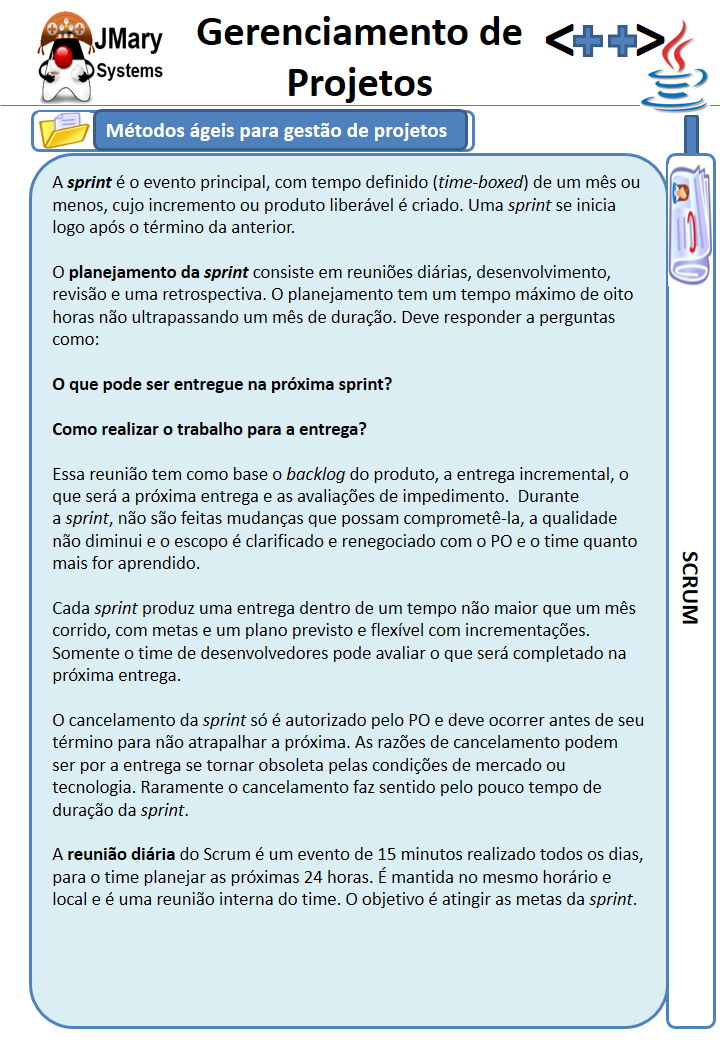 JMary
Systems
Gerenciamento de
Projetos
<++>
Métodos ágeis para gestão de projetos
A sprint é o evento principal, com tempo definido (time-boxed) de um mês ou
menos, cujo incremento ou produto liberável é criado. Uma sprint se inicia
logo após o término da anterior.
O planejamento da sprint consiste em reuniões diárias, desenvolvimento,
revisão e uma retrospectiva. O planejamento tem um tempo máximo de oito
horas não ultrapassando um mês de duração. Deve responder a perguntas
como:
O que pode ser entregue na próxima sprint?
Como realizar o trabalho para a entrega?
Essa reunião tem como base o backlog do produto, a entrega incremental, o
que será a próxima entrega e as avaliações de impedimento.  Durante
a sprint, não são feitas mudanças que possam comprometê-la, a qualidade
não diminui e o escopo é clarificado e renegociado com o PO e o time quanto
mais for aprendido.
Cada sprint produz uma entrega dentro de um tempo não maior que um mês
corrido, com metas e um plano previsto e flexível com incrementações.
Somente o time de desenvolvedores pode avaliar o que será completado na
próxima entrega.
O cancelamento da sprint só é autorizado pelo PO e deve ocorrer antes de seu
término para não atrapalhar a próxima. As razões de cancelamento podem
ser por a entrega se tornar obsoleta pelas condições de mercado ou
tecnologia. Raramente o cancelamento faz sentido pelo pouco tempo de
duração da sprint.
A reunião diária do Scrum é um evento de 15 minutos realizado todos os dias,
para o time planejar as próximas 24 horas. É mantida no mesmo horário e
local e é uma reunião interna do time. O objetivo é atingir as metas da sprint.
SCRUM